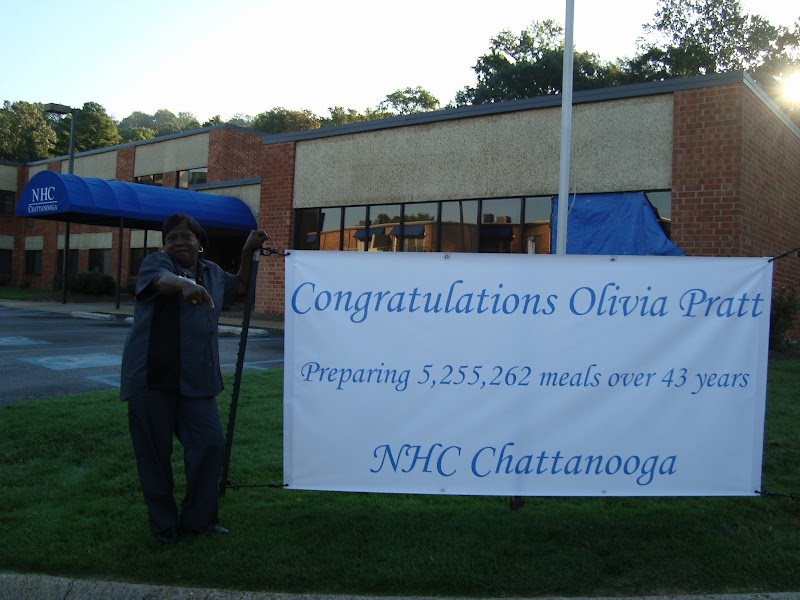 NHC
CHATTANOOGA
Congratulations Olivia Pratt
Preparing 5,255,262 meals over 43 years
NHC Chattanooga